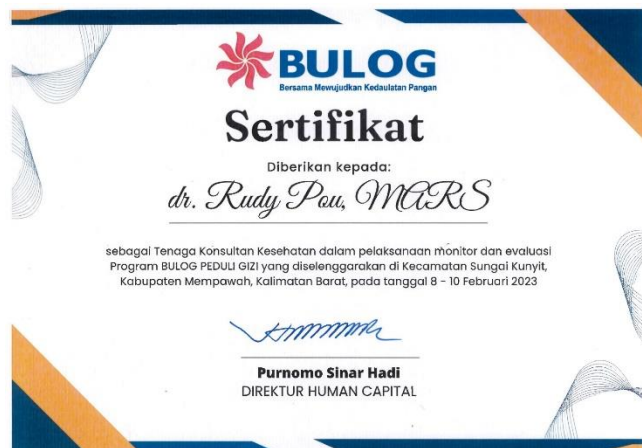 BULOG
Bersama Mewujudkan Kedaulatan Pangan
Sertifikat
Diberikan kepada:
dr. Rudy Pou, MARS
sebagai Tenaga Konsultan Kesehatan dalam pelaksanaan monitor dan evaluasi
Program BULOG PEDULI GIZI yang diselenggarakan di Kecamatan Sungai Kunyit,
Kabupaten Mempawah, Kalimantan Barat, pada tanggal 8 - 10 Februari 2023
Purnomo Sinar Hadi
DIREKTUR HUMAN CAPITAL